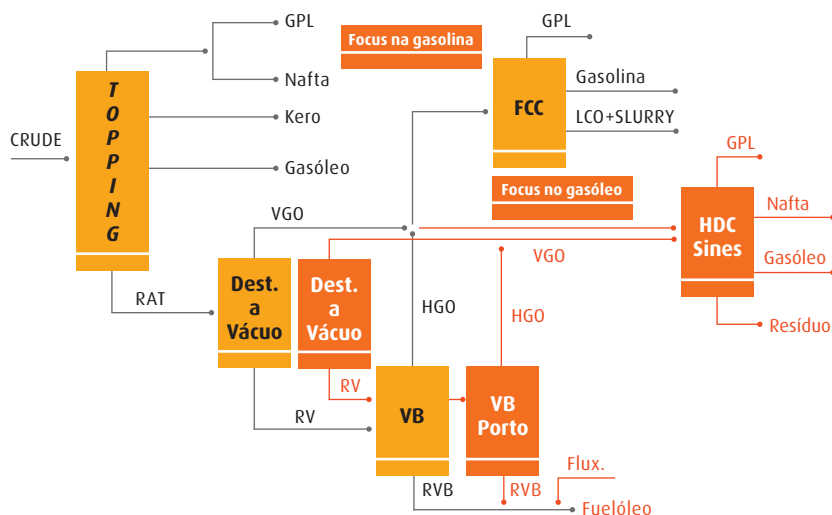 GPL
Nafta
Kero
Gasóleo
CRUDE
TOPPING
RAT
Focus na gasolina
GPL
FCC
Gasolina
LCO+SLURRY
Focus no gasóleo
GPL
HDC
Sines
Nafta
Gasóleo
Resíduo
VGO
VGO
Dest.
a
Vácuo
Dest.
a
Vácuo
HGO
HGO
RV
RV
VB
VB
Porto
RVB
RVB
Flux.
Fuelóleo